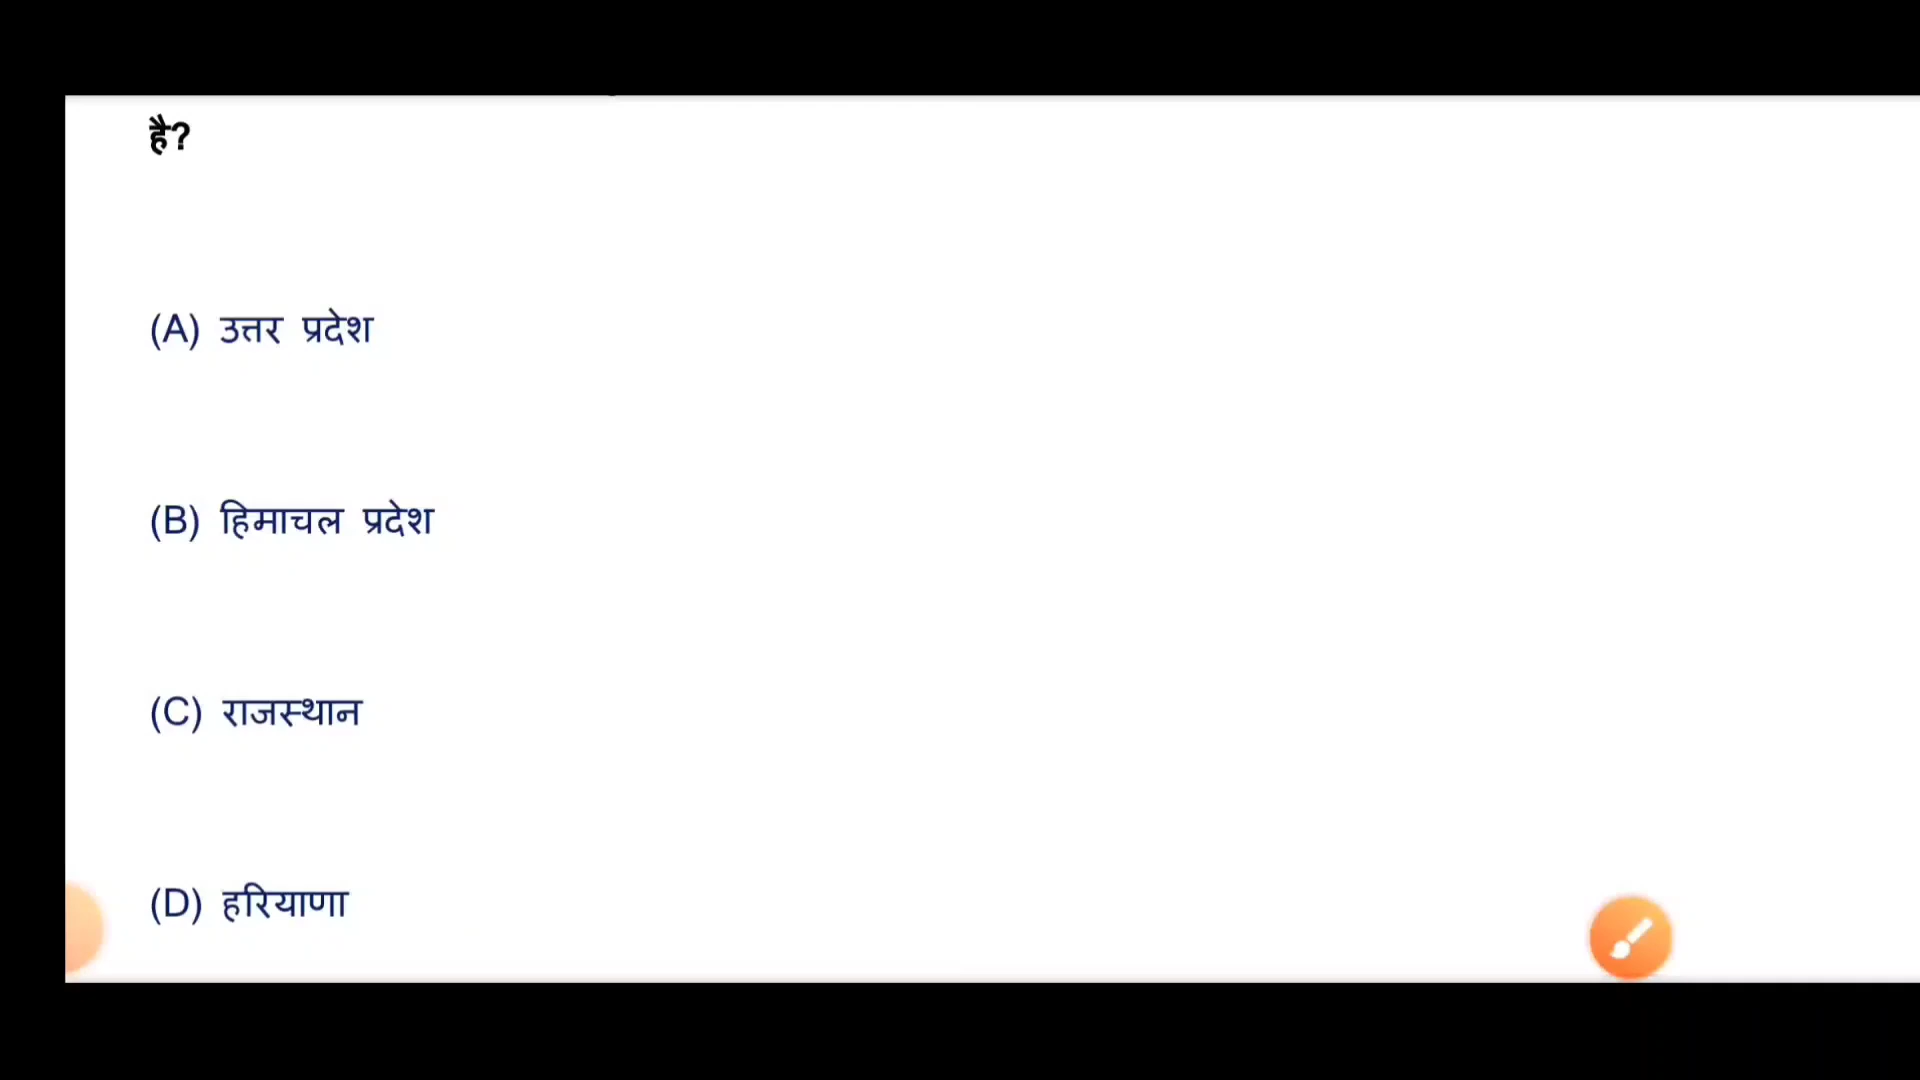 है?
(A) उत्तर प्रदेश
(B) हिमाचल प्रदेश
(C) राजस्थान
(D) हरियाणा